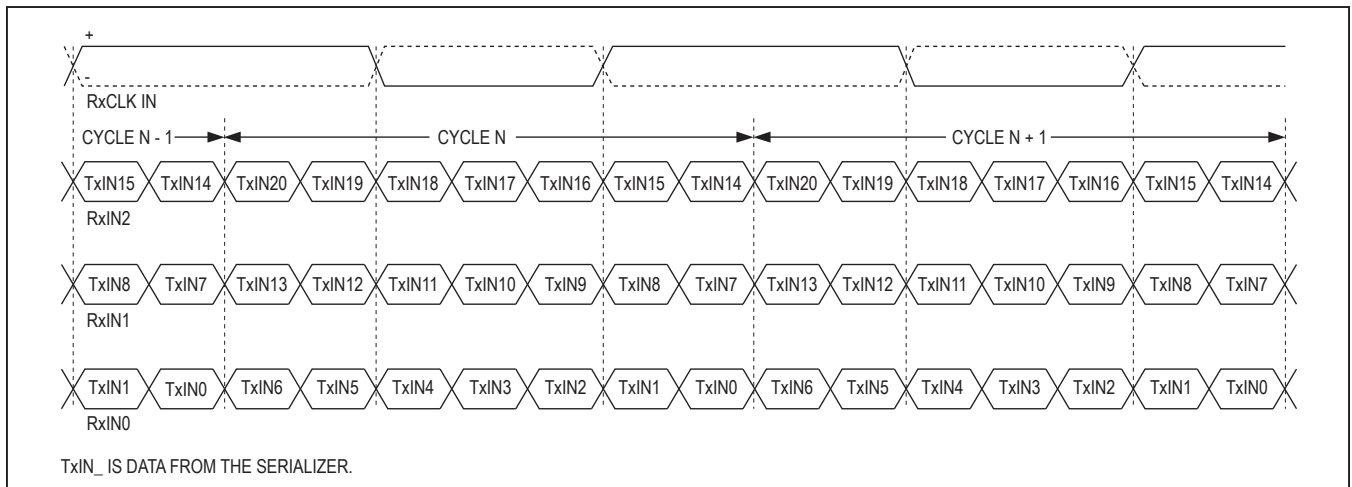 +
-
RxCLK IN
CYCLE N - 1 CYCLE N CYCLE N + 1
TxIN15 TxIN14 TxIN20 TxIN19 TxIN18 TxIN17 TxIN16 TxIN15 TxIN14 TxIN20 TxIN19 TxIN18 TxIN17 TxIN16 TxIN15 TxIN14
RxIN2
TxIN8 TxIN7 TxIN13 TxIN12 TxIN11 TxIN10 TxIN9 TxIN8 TxIN7 TxIN13 TxIN12 TxIN11 TxIN10 TxIN9 TxIN8 TxIN7
RxIN1
TxIN1 TxIN0 TxIN6 TxIN5 TxIN4 TxIN3 TxIN2 TxIN1 TxIN0 TxIN6 TxIN5 TxIN4 TxIN3 TxIN2 TxIN1 TxIN0
RxIN0
TxIN_ IS DATA FROM THE SERIALIZER.